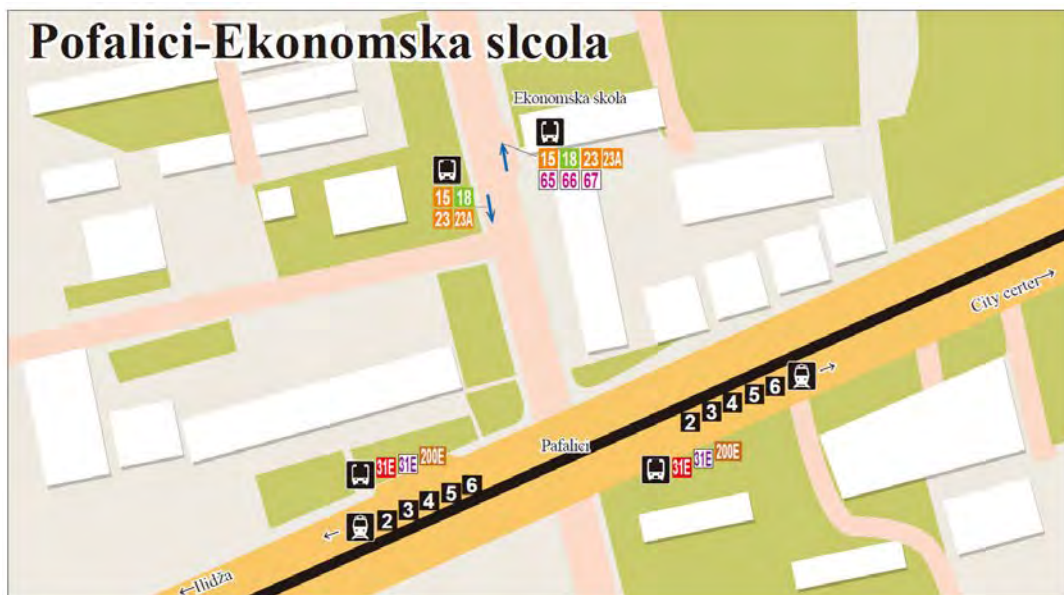 Pofalici-Ekonomska slcola
Ekonomska skola
15 18 23 23A
65 66 67
15 18
23 23A
City certer→
→
2 3 4 5 6
Pafalici
31E 31E 200E
31E 31E 200E
2 3 4 5 6
←
←Ilidža